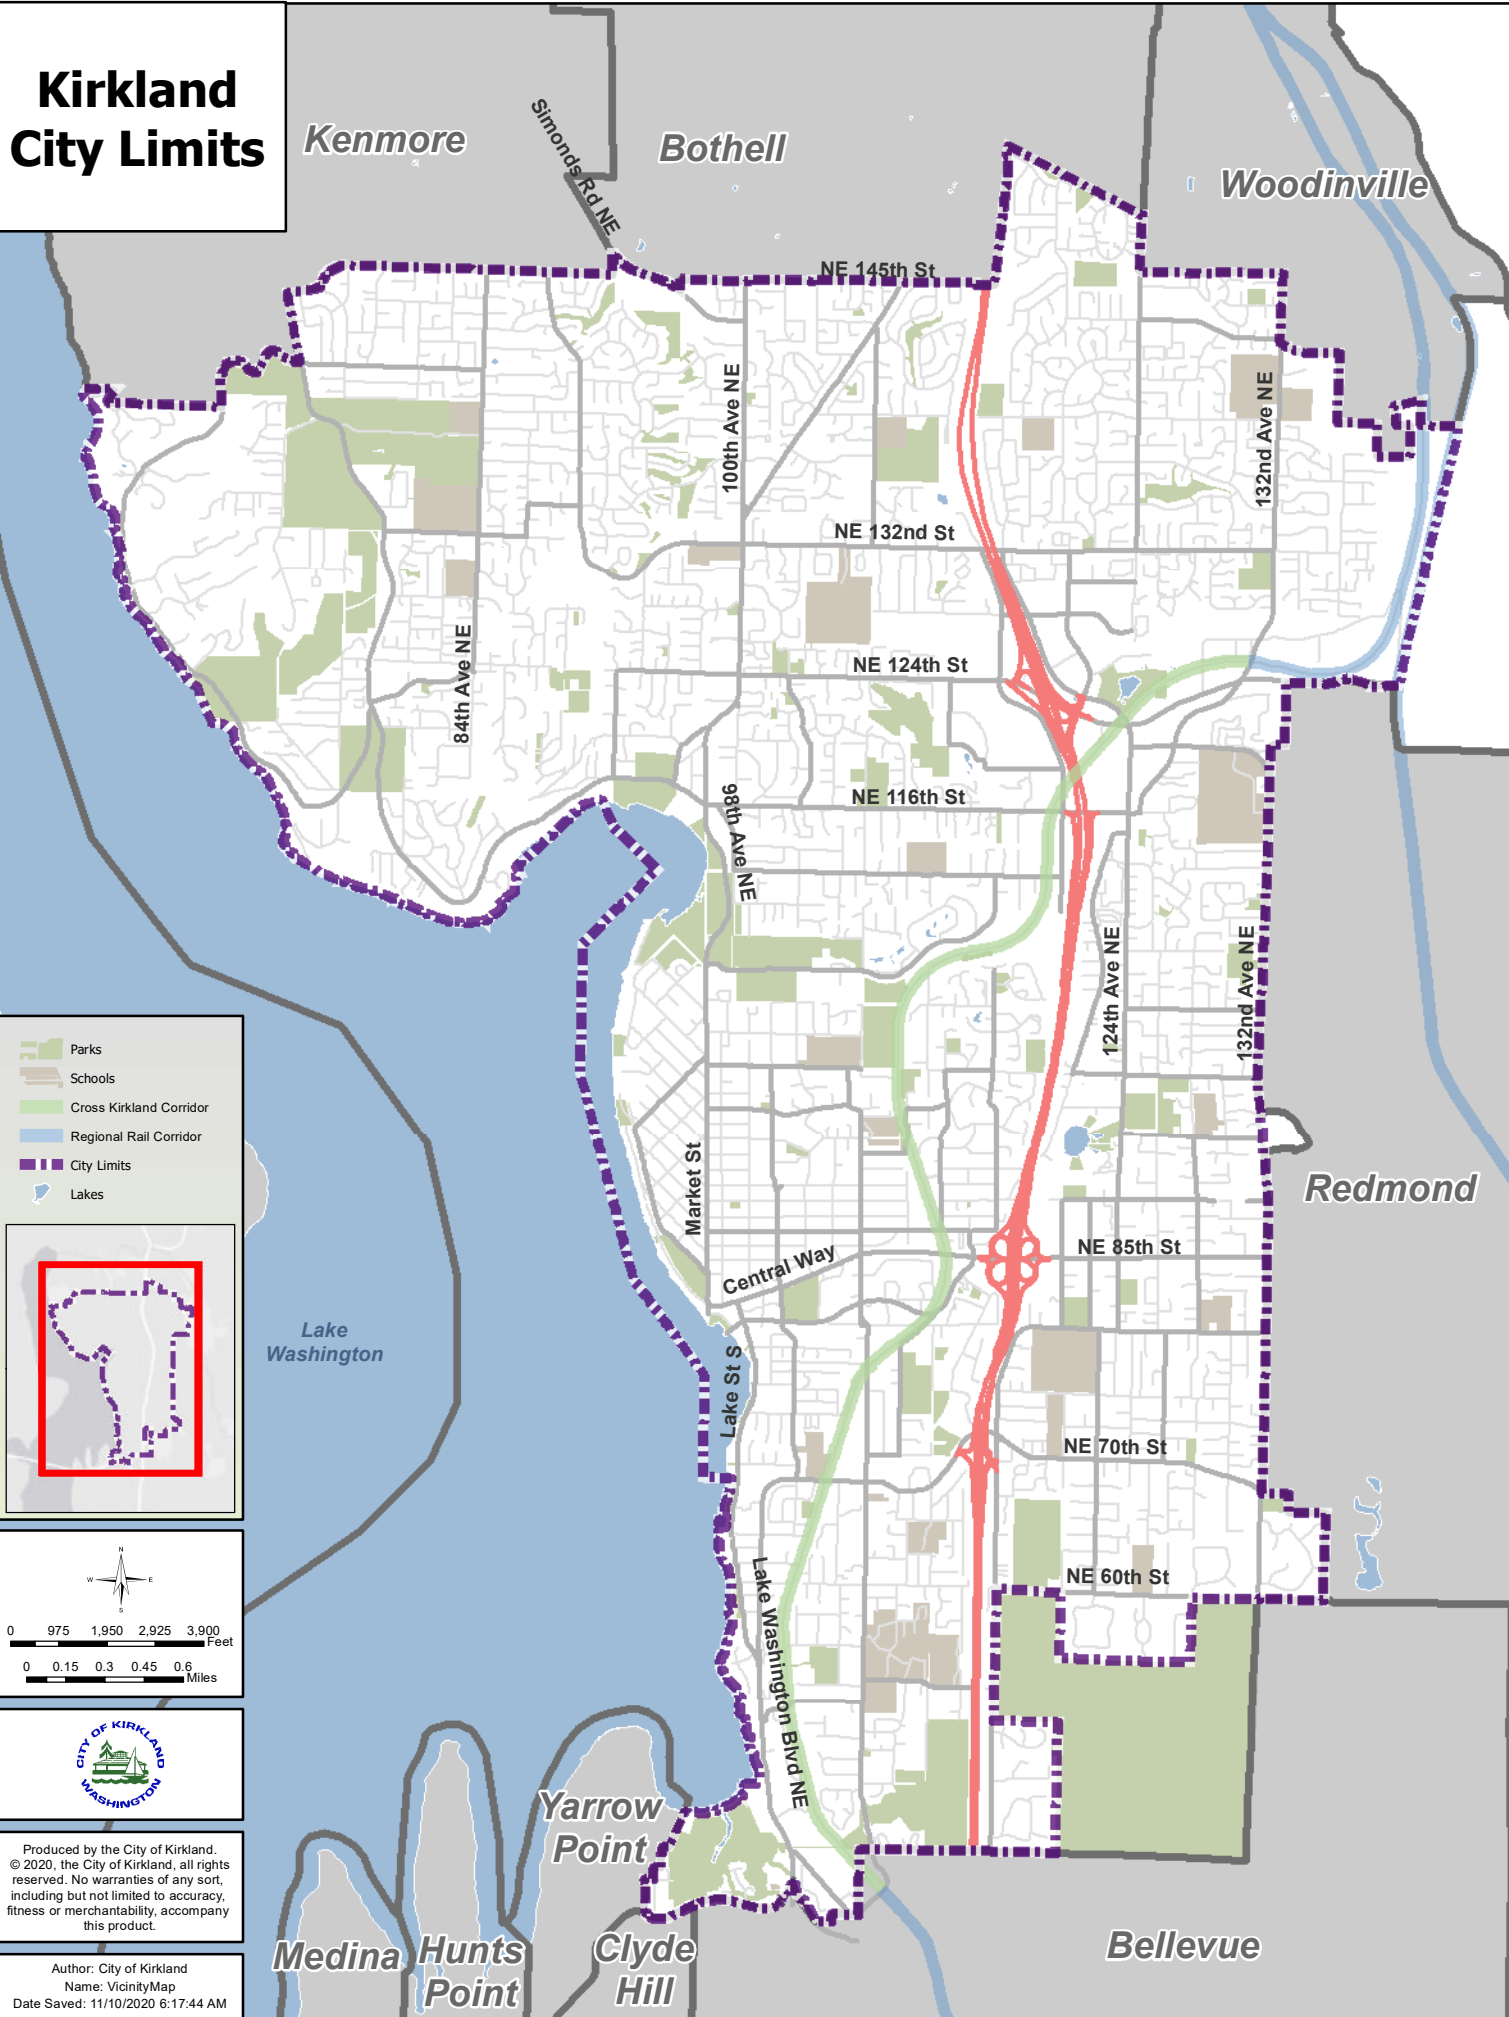 Kirkland
City Limits
Kenmore
Bothell
Woodinville
Simonds Rd NE
NE 145th St
100th Ave NE
132nd Ave NE
NE 132nd St
84th Ave NE
NE 124th St
98th Ave NE
NE 116th St
124th Ave NE
132nd Ave NE
Parks
Schools
Cross Kirkland Corridor
Regional Rail Corridor
City Limits
Lakes
Market St
Redmond
NE 85th St
Central Way
Lake
Washington
Lake St S
NE 70th St
NE 60th St
Lake Washington Blvd NE
N
W
E
S
0 975 1,950 2,925 3,900
Feet
0 0.15 0.3 0.45 0.6
Miles
CITY OF KIRKLAND
WASHINGTON
Yarrow
Point
Produced by the City of Kirkland.
© 2020, the City of Kirkland, all rights
reserved. No warranties of any sort,
including but not limited to accuracy,
fitness or merchantability, accompany
this product.
Medina
Hunts
Point
Clyde
Hill
Bellevue
Author: City of Kirkland
Name: VicinityMap
Date Saved: 11/10/2020 6:17:44 AM